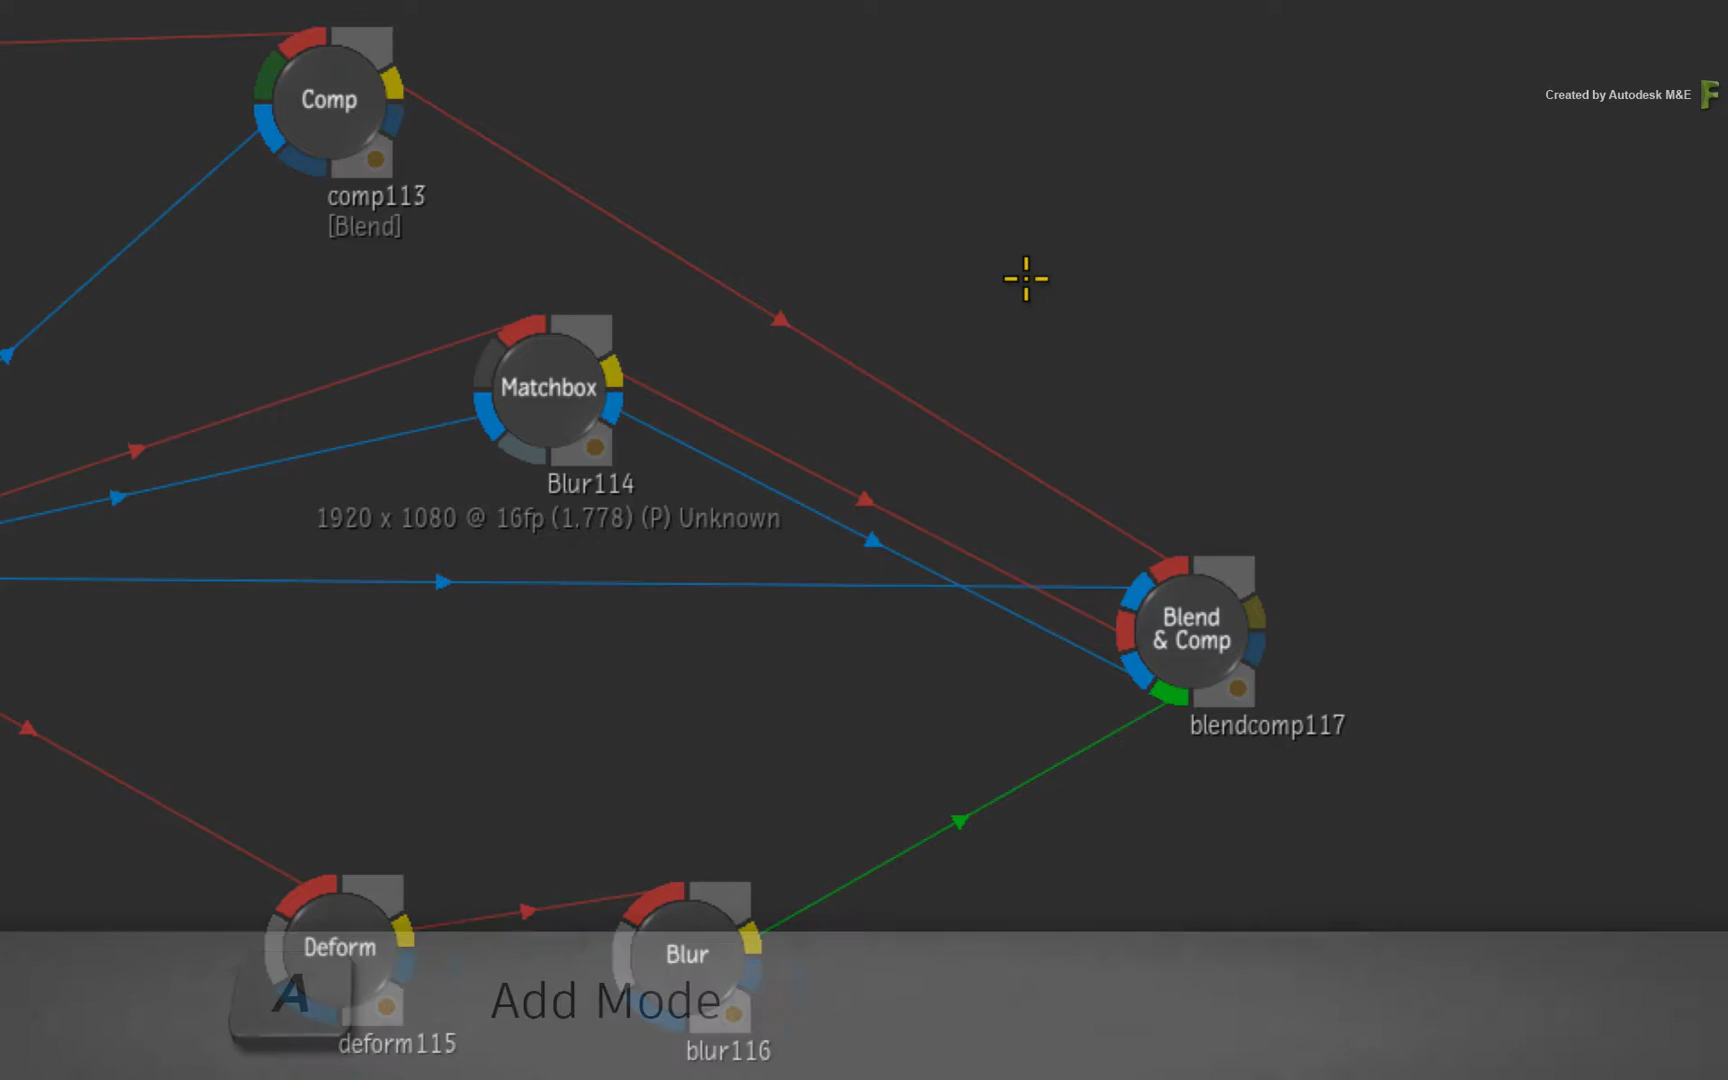 Created by Autodesk M&E
Comp
comp113
[Blend]
Matchbox
Blur114
1920 x 1080 @ 16fp (1.778) (P) Unknown
Blend
& Comp
blendcomp117
Deform
Blur
A
Add Mode
deform115
blur116